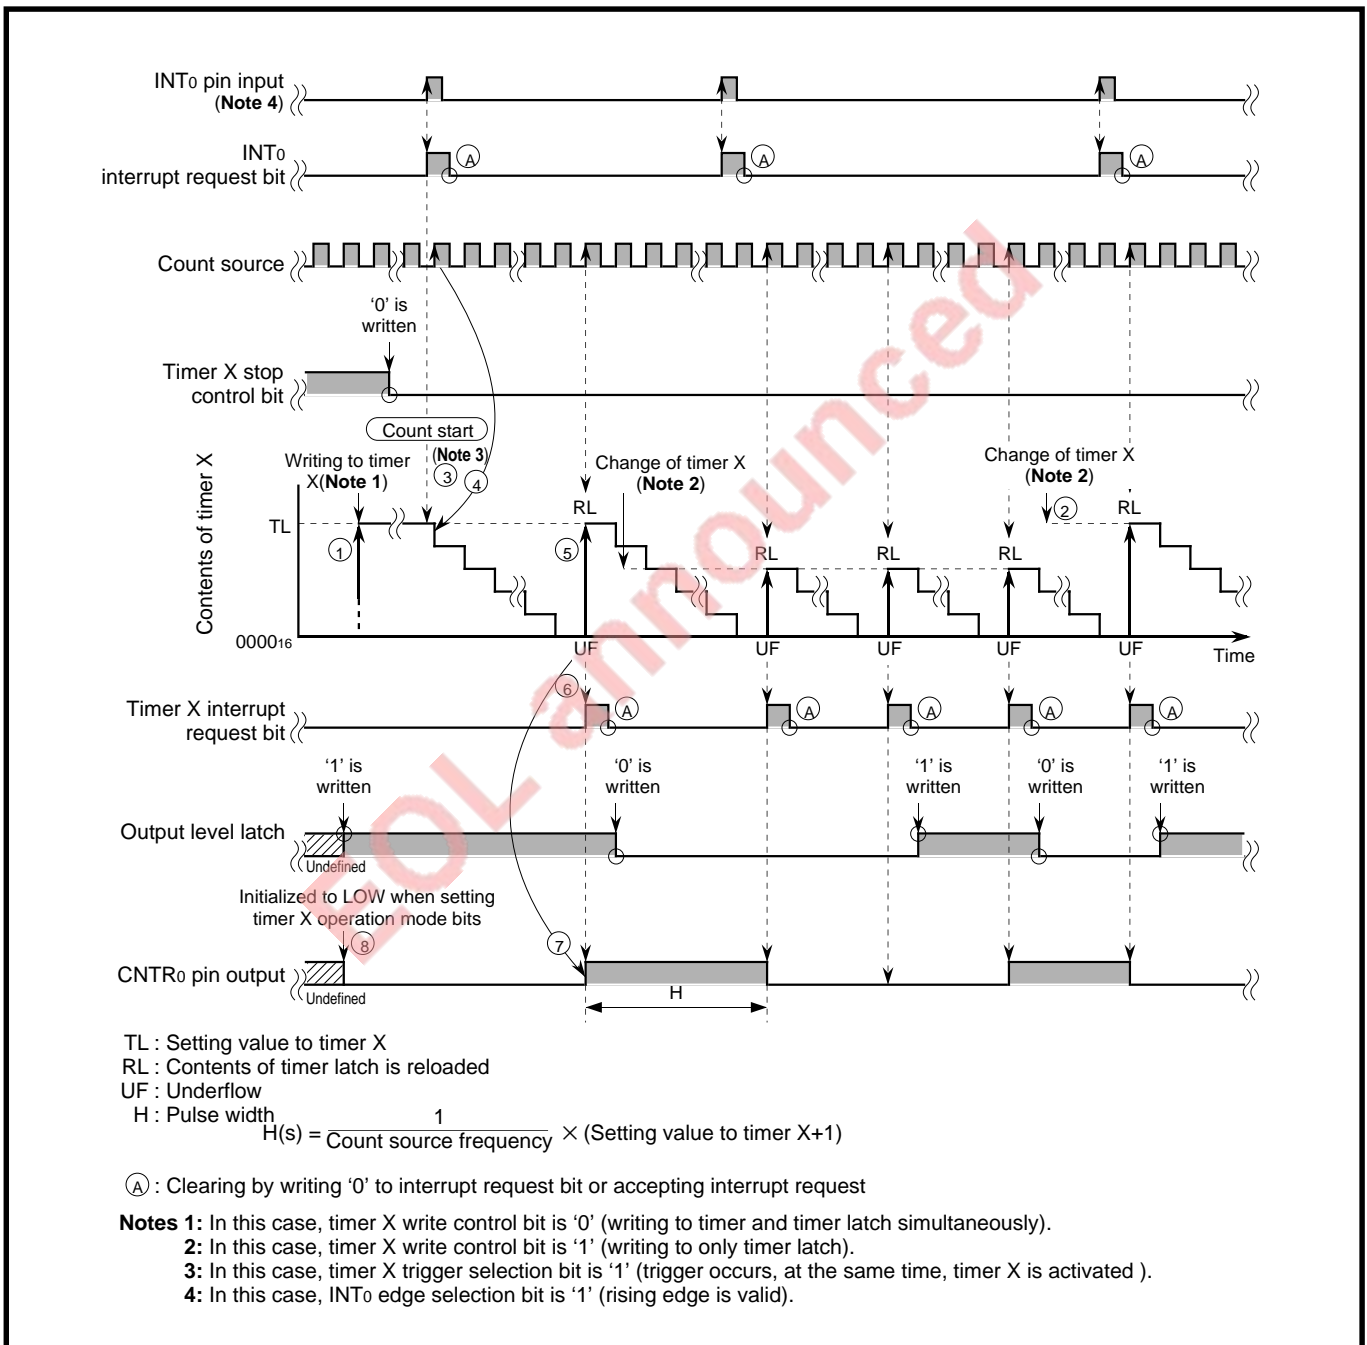 INT0 pin input
(Note 4)
INT0
interrupt request bit
A
A
A
Count source
‘0’ is
written
Timer X stop
control bit
Count start
(Note 3)
3
4
Writing to timer
X(Note 1)
Change of timer X
(Note 2)
Change of timer X
(Note 2)
2
Contents of timer X
TL
1
RL
5
RL
RL
RL
RL
000016
UF
UF
UF
UF
UF
Time
6
Timer X interrupt
request bit
A
A
A
A
A
‘1’ is
written
‘0’ is
written
‘1’ is
written
‘0’ is
written
‘1’ is
written
Output level latch
Undefined
Initialized to LOW when setting
timer X operation mode bits
8
7
CNTR0 pin output
Undefined
H
TL : Setting value to timer X
RL : Contents of timer latch is reloaded
UF : Underflow
H : Pulse width
H(s) = 1 / Count source frequency × (Setting value to timer X+1)
A : Clearing by writing ‘0’ to interrupt request bit or accepting interrupt request
Notes 1: In this case, timer X write control bit is ‘0’ (writing to timer and timer latch simultaneously).
2: In this case, timer X write control bit is ‘1’ (writing to only timer latch).
3: In this case, timer X trigger selection bit is ‘1’ (trigger occurs, at the same time, timer X is activated ).
4: In this case, INT0 edge selection bit is ‘1’ (rising edge is valid).
EOL announced